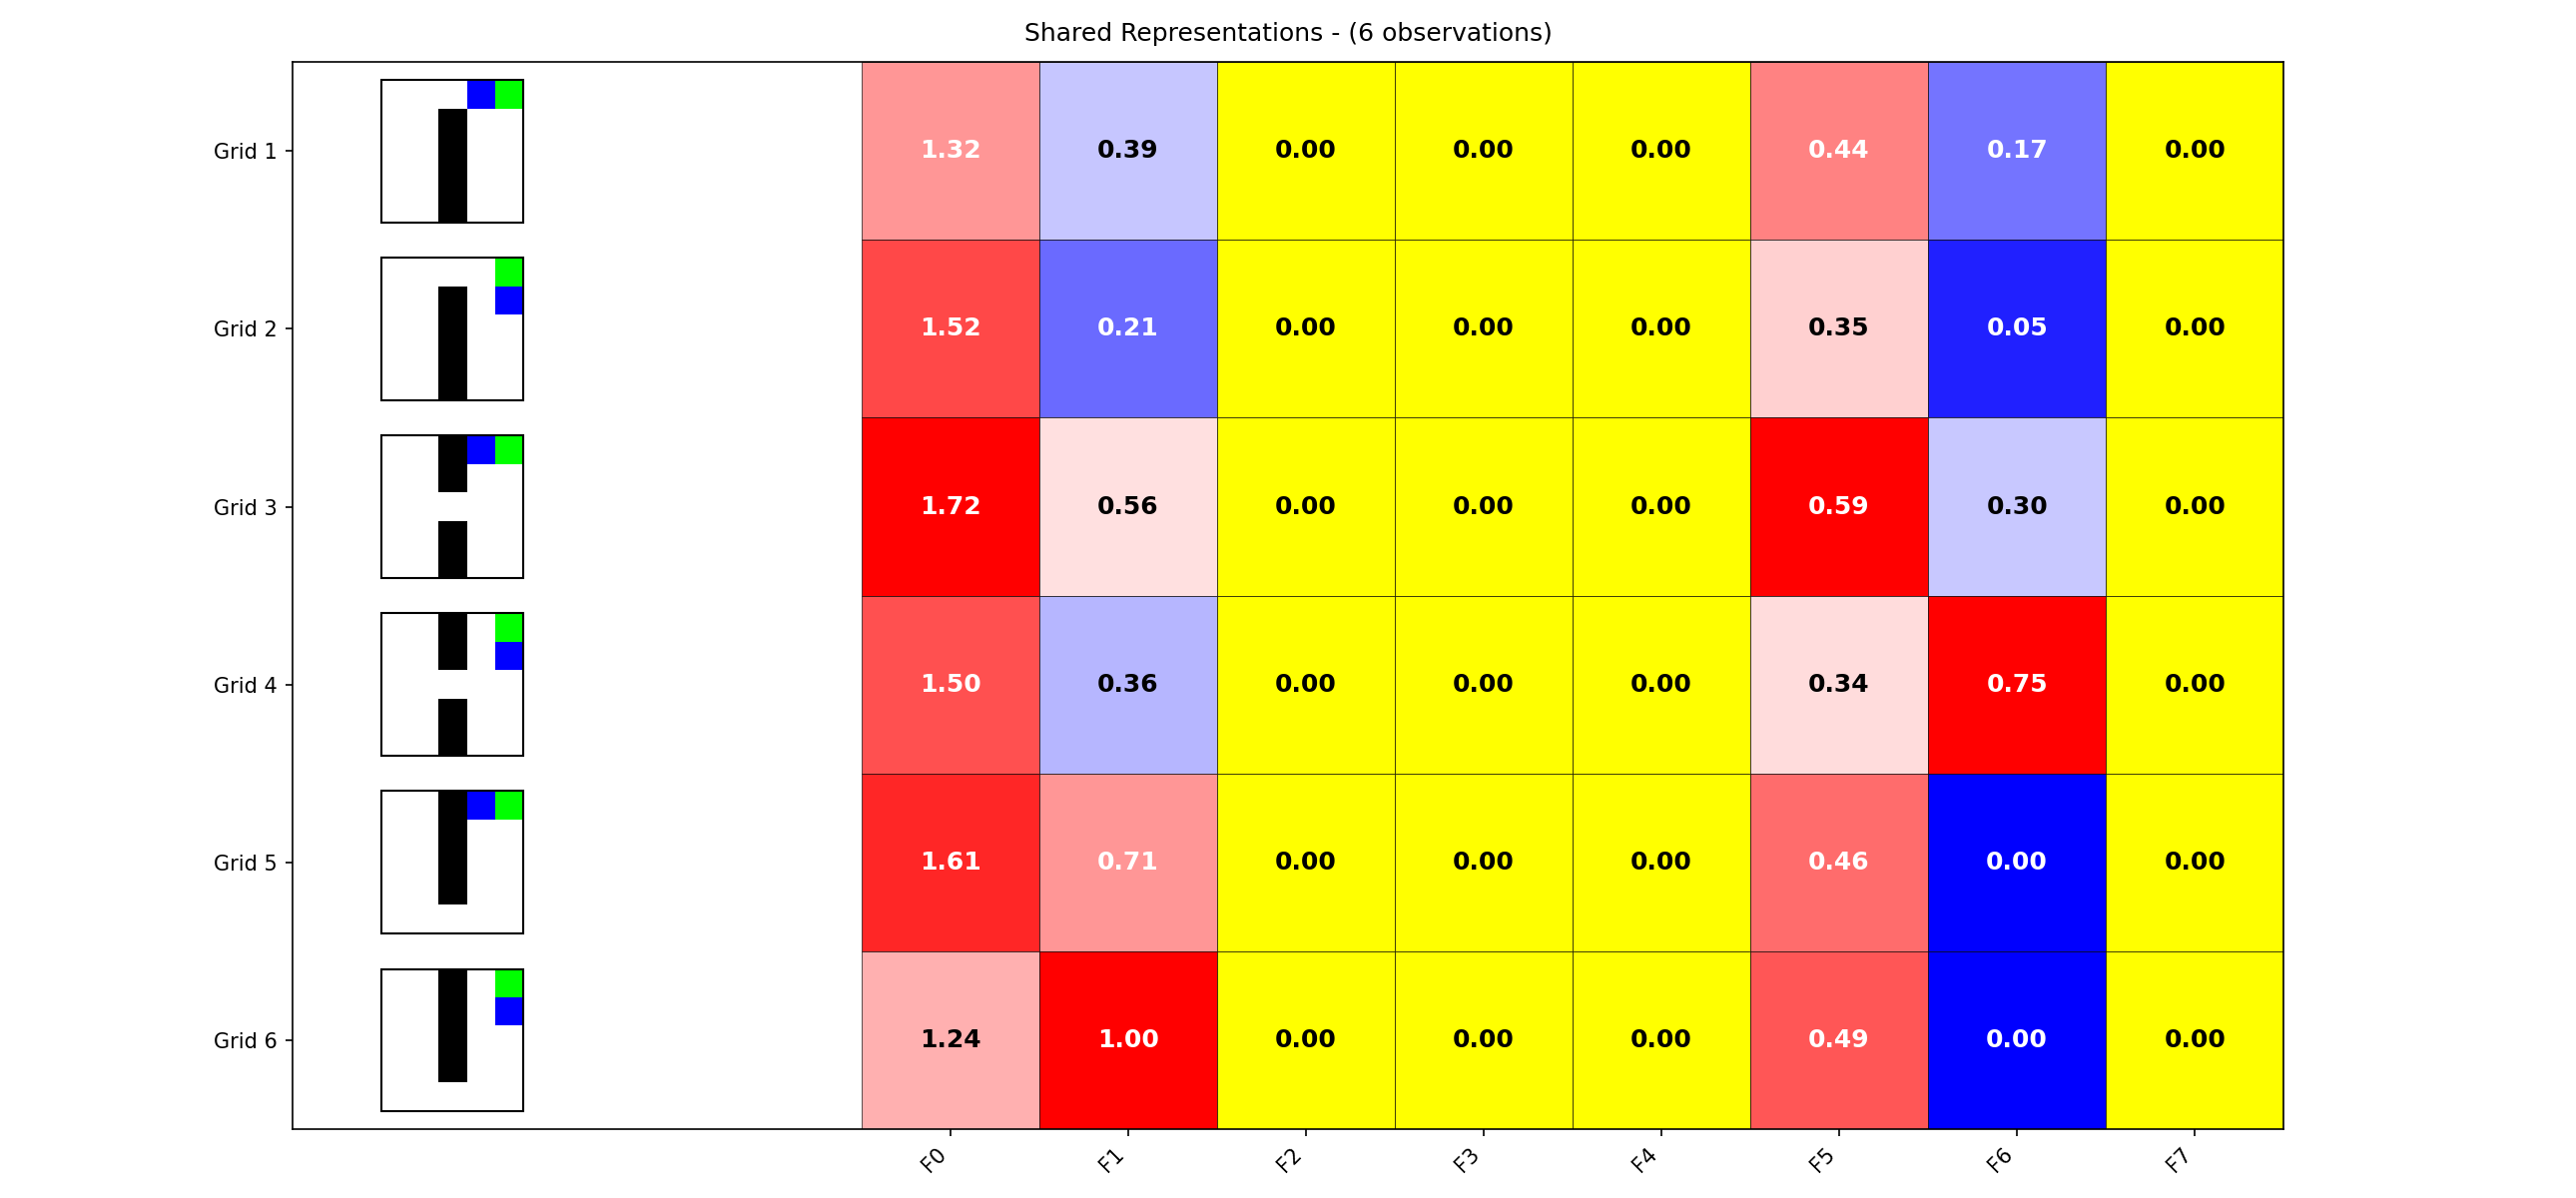 Shared Representations - (6 observations)
Grid 1 1.32 0.39 0.00 0.00 0.00 0.44 0.17 0.00
Grid 2 1.52 0.21 0.00 0.00 0.00 0.35 0.05 0.00
Grid 3 1.72 0.56 0.00 0.00 0.00 0.59 0.30 0.00
Grid 4 1.50 0.36 0.00 0.00 0.00 0.34 0.75 0.00
Grid 5 1.61 0.71 0.00 0.00 0.00 0.46 0.00 0.00
Grid 6 1.24 1.00 0.00 0.00 0.00 0.49 0.00 0.00
F0 F1 F2 F3 F4 F5 F6 F7